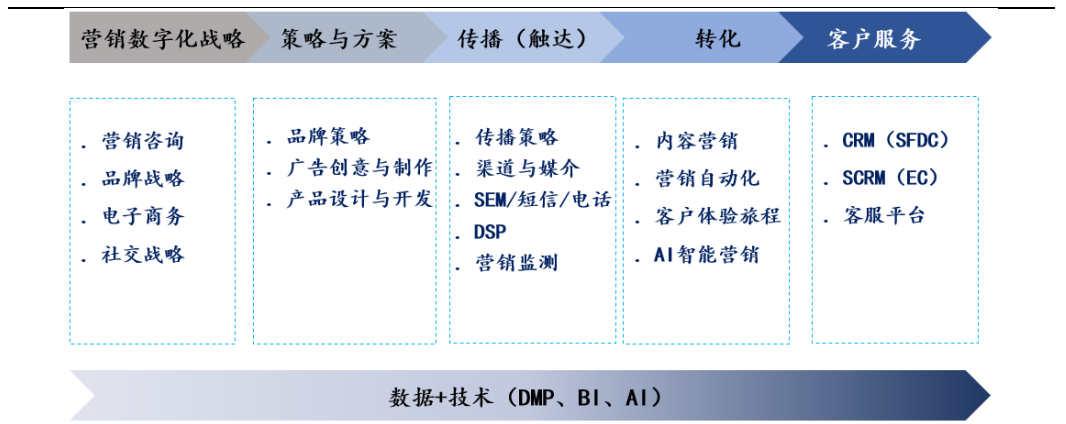 营销数字化战略
策略与方案
传播（触达）
转化
客户服务
. 营销咨询
. 品牌战略
. 电子商务
. 社交战略
. 品牌策略
. 广告创意与制作
. 产品设计与开发
. 传播策略
. 渠道与媒介
. SEM/短信/电话
. DSP
. 营销监测
. 内容营销
. 营销自动化
. 客户体验旅程
. AI智能营销
. CRM（SFDC）
. SCRM（EC）
. 客服平台
数据+技术（DMP、BI、AI）